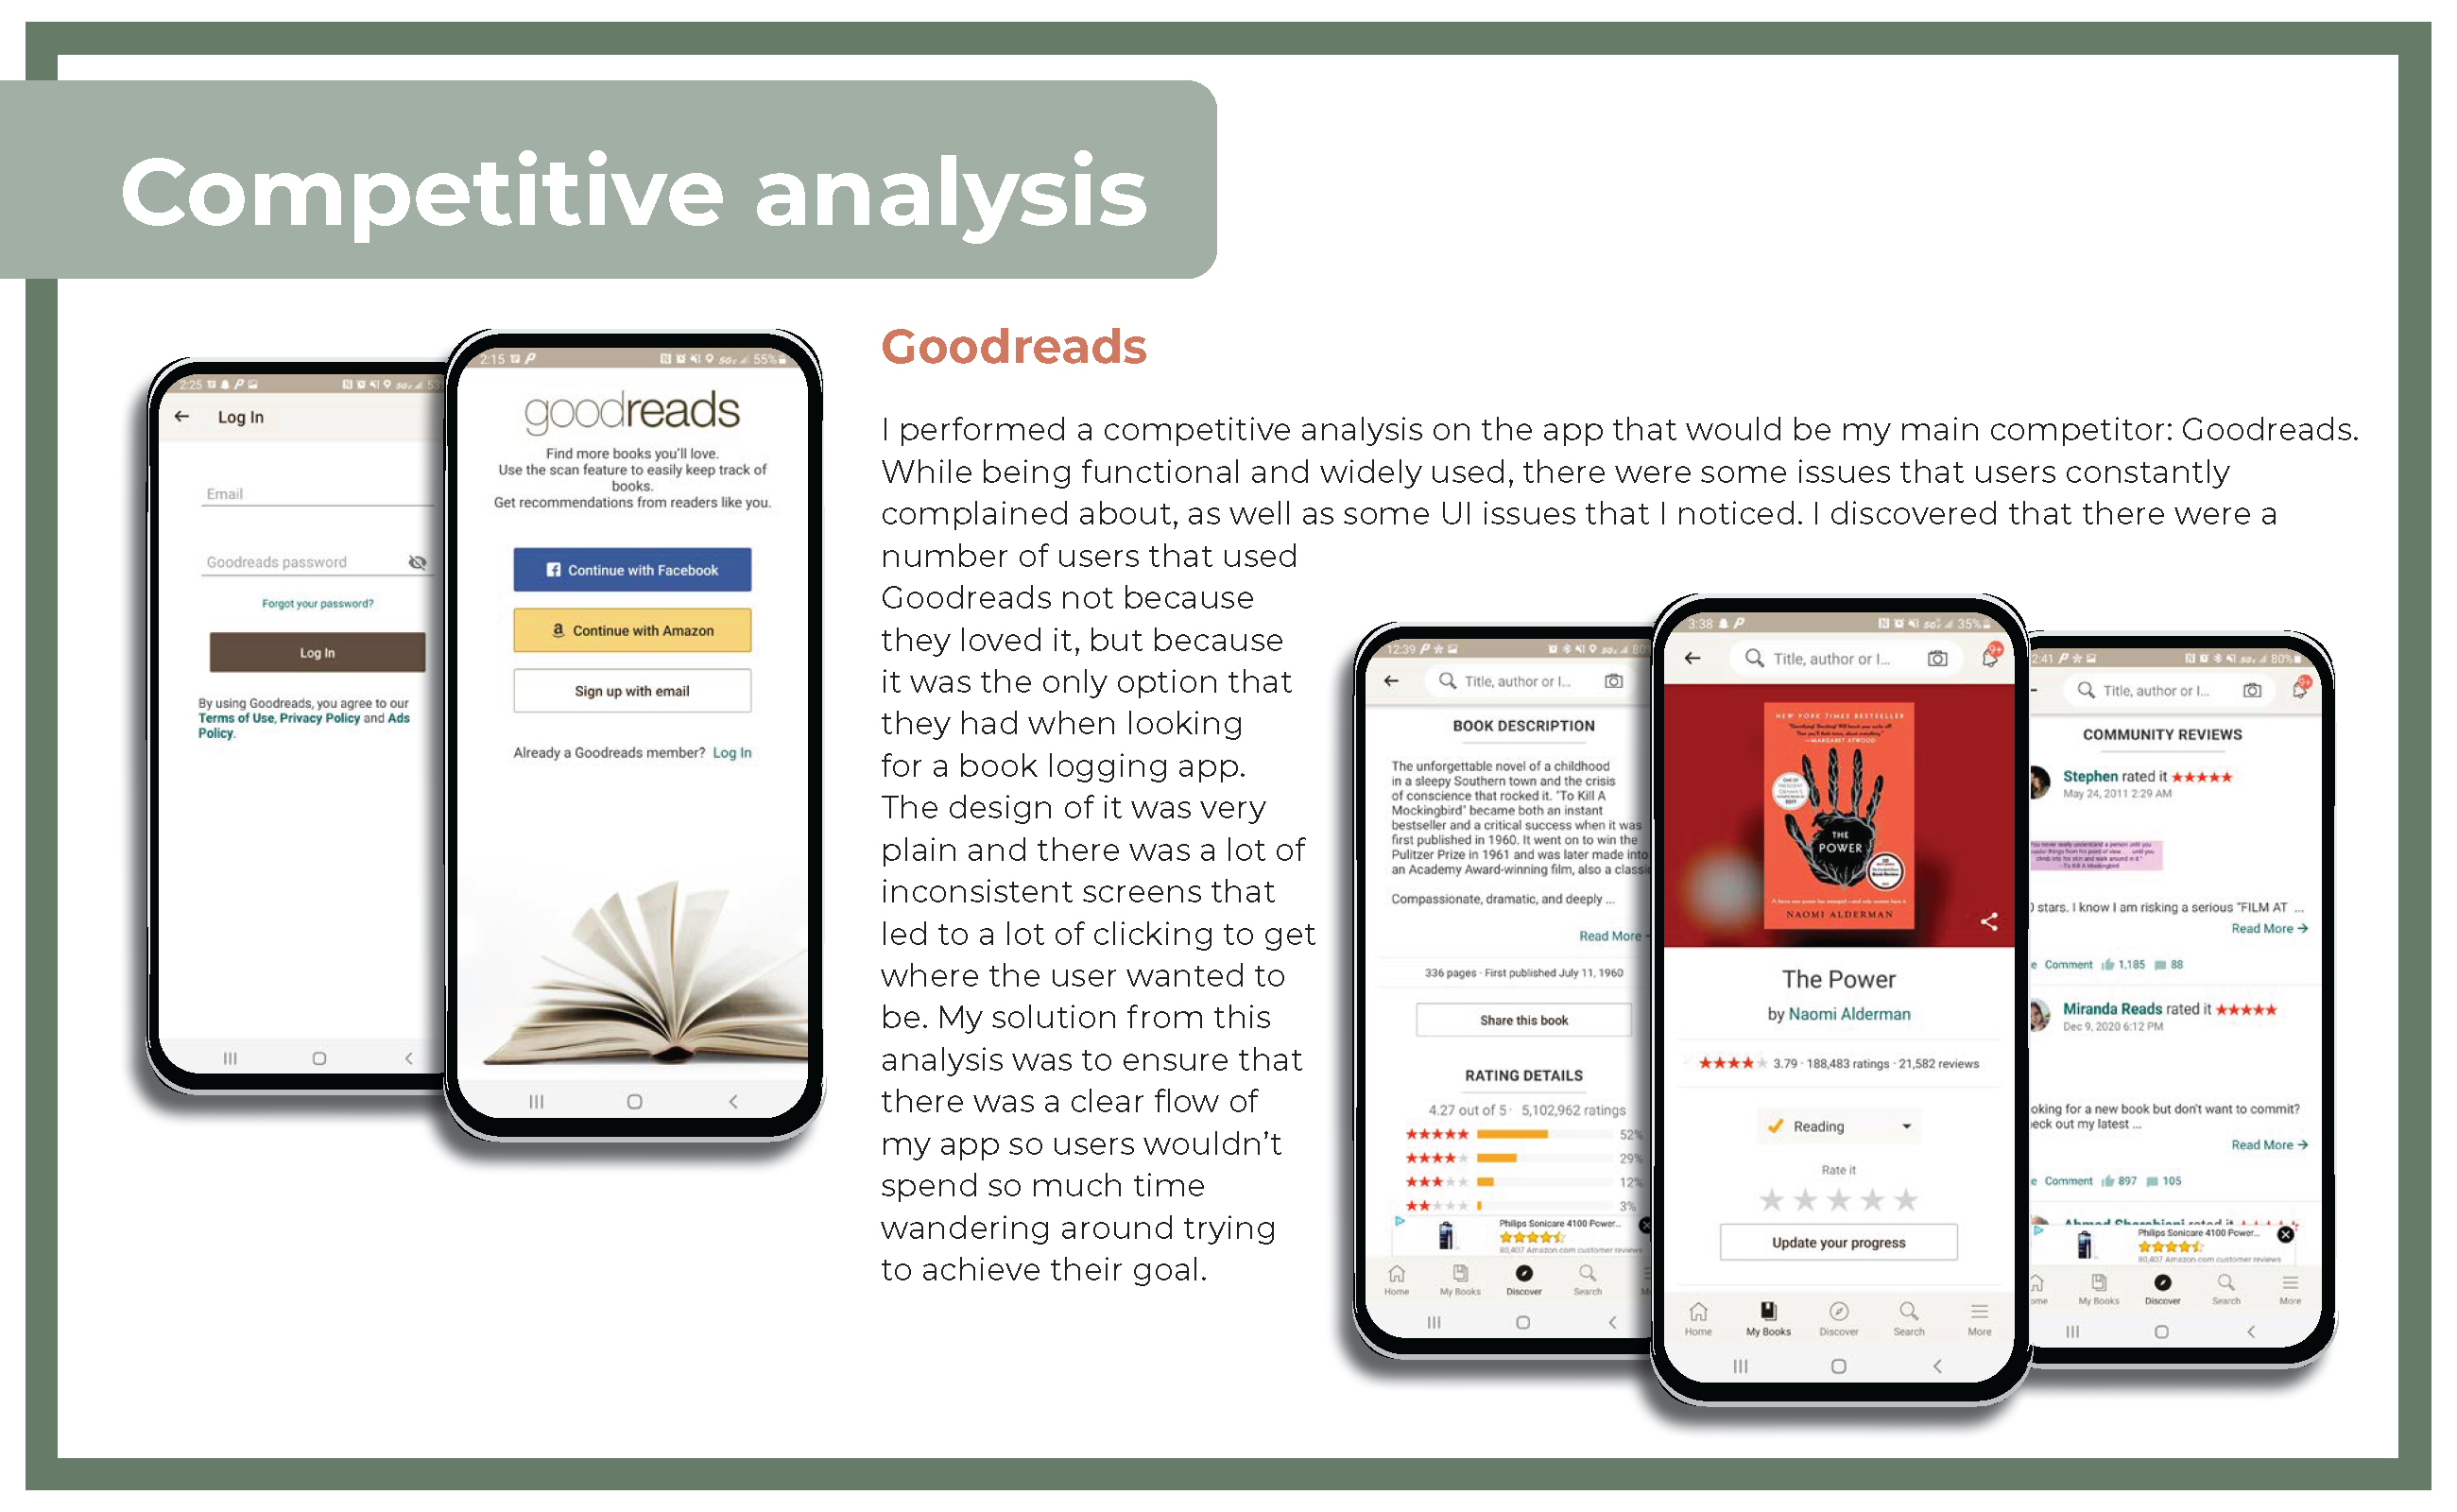 Competitive analysis
Goodreads
I performed a competitive analysis on the app that would be my main competitor: Goodreads.
While being functional and widely used, there were some issues that users constantly
complained about, as well as some UI issues that I noticed. I discovered that there were a
number of users that used
Goodreads not because
they loved it, but because
it was the only option that
they had when looking
for a book logging app.
The design of it was very
plain and there was a lot of
inconsistent screens that
led to a lot of clicking to get
where the user wanted to
be. My solution from this
analysis was to ensure that
there was a clear flow of
my app so users wouldn't
spend so much time
wandering around trying
to achieve their goal.
2:25
Log In
Email
Goodreads password
Forgot your password?
Log In
By using Goodreads, you agree to our
Terms of Use, Privacy Policy and Ads
Policy.
2:15 55%
goodreads
Find more books you'll love.
Use the scan feature to easily keep track of
books.
Get recommendations from readers like you.
Continue with Facebook
Continue with Amazon
Sign up with email
Already a Goodreads member? Log In
12:39 80
Title, author or I...
BOOK DESCRIPTION
The unforgettable novel of a childhood
in a sleepy Southern town and the crisis
of conscience that rocked it. "To Kill A
Mockingbird" became both an instant
bestseller and a critical success when it was
first published in 1960. It went on to win the
Pulitzer Prize in 1961 and was later made into
an Academy Award-winning film, also a classi
Compassionate, dramatic, and deeply ...
Read More
336 pages · First published July 11, 1960
Share this book
RATING DETAILS
4.27 out of 5 · 5,102,962 ratings
52%
29%
12%
3%
Philips Sonicare 4100 Power...
80,407 Amazon.com customer reviews
Home My Books Discover Search
3:38 35%
Title, author or I...
9+
NEW YORK TIMES BESTSELLER
—MARGARET ATWOOD
THE
POWER
NAOMI ALDERMAN
The Power
by Naomi Alderman
3.79 · 188,483 ratings · 21,582 reviews
Reading
Rate it
Update your progress
Home My Books Discover Search More
2:41 80%
Title, author or I...
9+
COMMUNITY REVIEWS
Stephen rated it
May 24, 2011 2:29 AM
stars. I know I am risking a serious "FILM AT ...
Read More →
Comment 1,185 88
Miranda Reads rated it
Dec 9, 2020 6:12 PM
oking for a new book but don't want to commit?
eck out my latest ...
Read More →
Comment 897 105
Philips Sonicare 4100 Power...
80,407 Amazon.com customer reviews
ome My Books Discover Search More